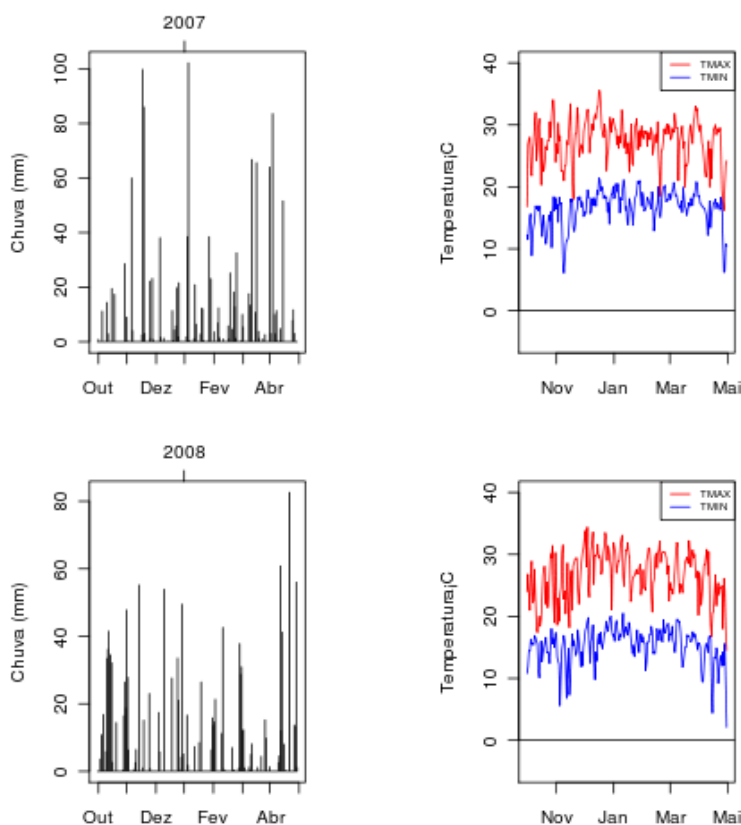 2007
Chuva (mm)
0 20 40 60 80 100
Out Dez Fev Abr
Temperatura¡C
0 10 20 30 40
TMAX
TMIN
Nov Jan Mar Mai
2008
Chuva (mm)
0 20 40 60 80
Out Dez Fev Abr
Temperatura¡C
0 10 20 30 40
TMAX
TMIN
Nov Jan Mar Mai